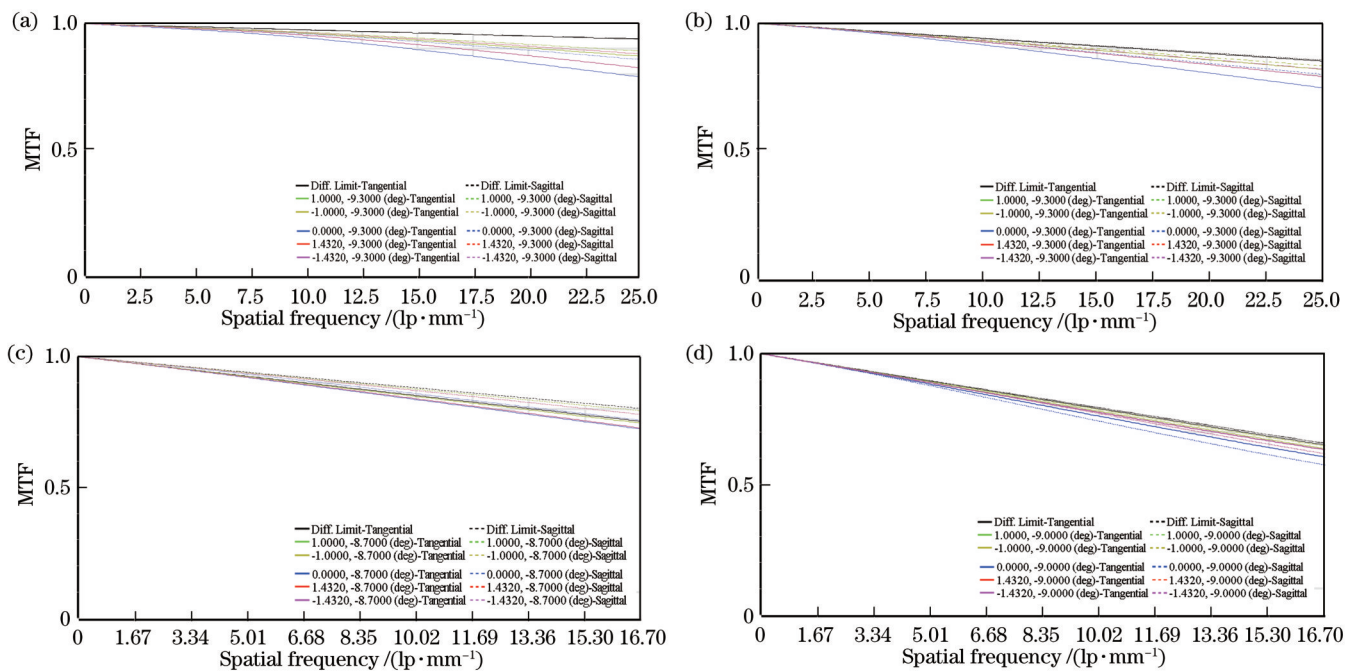 (a)
1.0
0.5
0
MTF
Diff. Limit-Tangential
1.0000, -9.3000 (deg)-Tangential
-1.0000, -9.3000 (deg)-Tangential
0.0000, -9.3000 (deg)-Tangential
1.4320, -9.3000 (deg)-Tangential
-1.4320, -9.3000 (deg)-Tangential
Diff. Limit-Sagittal
1.0000, -9.3000 (deg)-Sagittal
-1.0000, -9.3000 (deg)-Sagittal
0.0000, -9.3000 (deg)-Sagittal
1.4320, -9.3000 (deg)-Sagittal
-1.4320, -9.3000 (deg)-Sagittal
0 2.5 5.0 7.5 10.0 12.5 15.0 17.5 20.0 22.5 25.0
Spatial frequency /(lp·mm⁻¹)
(b)
1.0
0.5
0
MTF
Diff. Limit-Tangential
1.0000, -9.3000 (deg)-Tangential
-1.0000, -9.3000 (deg)-Tangential
0.0000, -9.3000 (deg)-Tangential
1.4320, -9.3000 (deg)-Tangential
-1.4320, -9.3000 (deg)-Tangential
Diff. Limit-Sagittal
1.0000, -9.3000 (deg)-Sagittal
-1.0000, -9.3000 (deg)-Sagittal
0.0000, -9.3000 (deg)-Sagittal
1.4320, -9.3000 (deg)-Sagittal
-1.4320, -9.3000 (deg)-Sagittal
0 2.5 5.0 7.5 10.0 12.5 15.0 17.5 20.0 22.5 25.0
Spatial frequency /(lp·mm⁻¹)
(c)
1.0
0.5
0
MTF
Diff. Limit-Tangential
1.0000, -8.7000 (deg)-Tangential
-1.0000, -8.7000 (deg)-Tangential
0.0000, -8.7000 (deg)-Tangential
1.4320, -8.7000 (deg)-Tangential
-1.4320, -8.7000 (deg)-Tangential
Diff. Limit-Sagittal
1.0000, -8.7000 (deg)-Sagittal
-1.0000, -8.7000 (deg)-Sagittal
0.0000, -8.7000 (deg)-Sagittal
1.4320, -8.7000 (deg)-Sagittal
-1.4320, -8.7000 (deg)-Sagittal
0 1.67 3.34 5.01 6.68 8.35 10.02 11.69 13.36 15.30 16.70
Spatial frequency /(lp·mm⁻¹)
(d)
1.0
0.5
0
MTF
Diff. Limit-Tangential
1.0000, -9.0000 (deg)-Tangential
-1.0000, -9.0000 (deg)-Tangential
0.0000, -9.0000 (deg)-Tangential
1.4320, -9.0000 (deg)-Tangential
-1.4320, -9.0000 (deg)-Tangential
Diff. Limit-Sagittal
1.0000, -9.0000 (deg)-Sagittal
-1.0000, -9.0000 (deg)-Sagittal
0.0000, -9.0000 (deg)-Sagittal
1.4320, -9.0000 (deg)-Sagittal
-1.4320, -9.0000 (deg)-Sagittal
0 1.67 3.34 5.01 6.68 8.35 10.02 11.69 13.36 15.30 16.70
Spatial frequency /(lp·mm⁻¹)